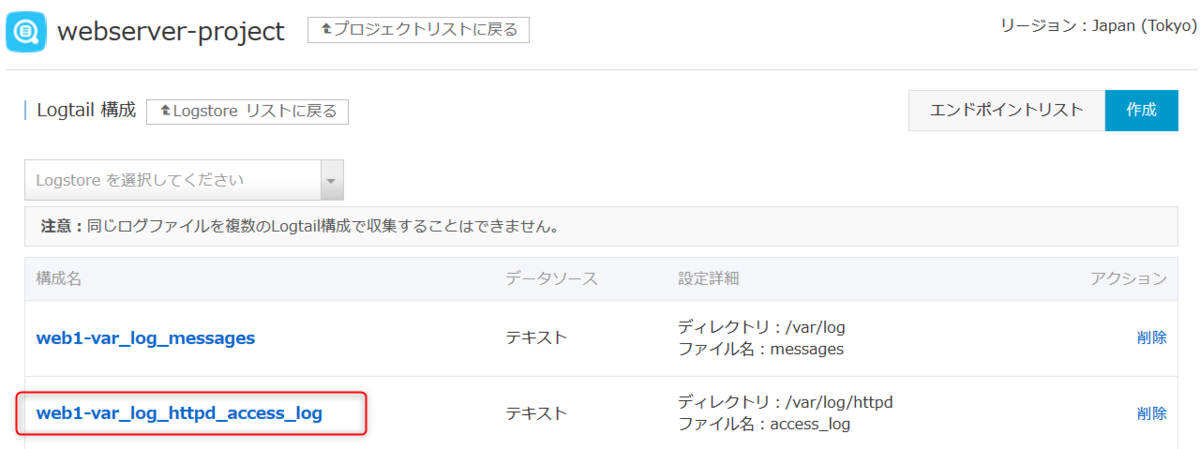 webserver-project
⬑プロジェクトリストに戻る
リージョン : Japan (Tokyo)
Logtail 構成
⬑Logstore リストに戻る
エンドポイントリスト
作成
Logstore を選択してください
注意 : 同じログファイルを複数のLogtail構成で収集することはできません。
構成名 データソース 設定詳細 アクション
web1-var_log_messages テキスト ディレクトリ : /var/log 削除
ファイル名 : messages
web1-var_log_httpd_access_log テキスト ディレクトリ : /var/log/httpd 削除
ファイル名 : access_log